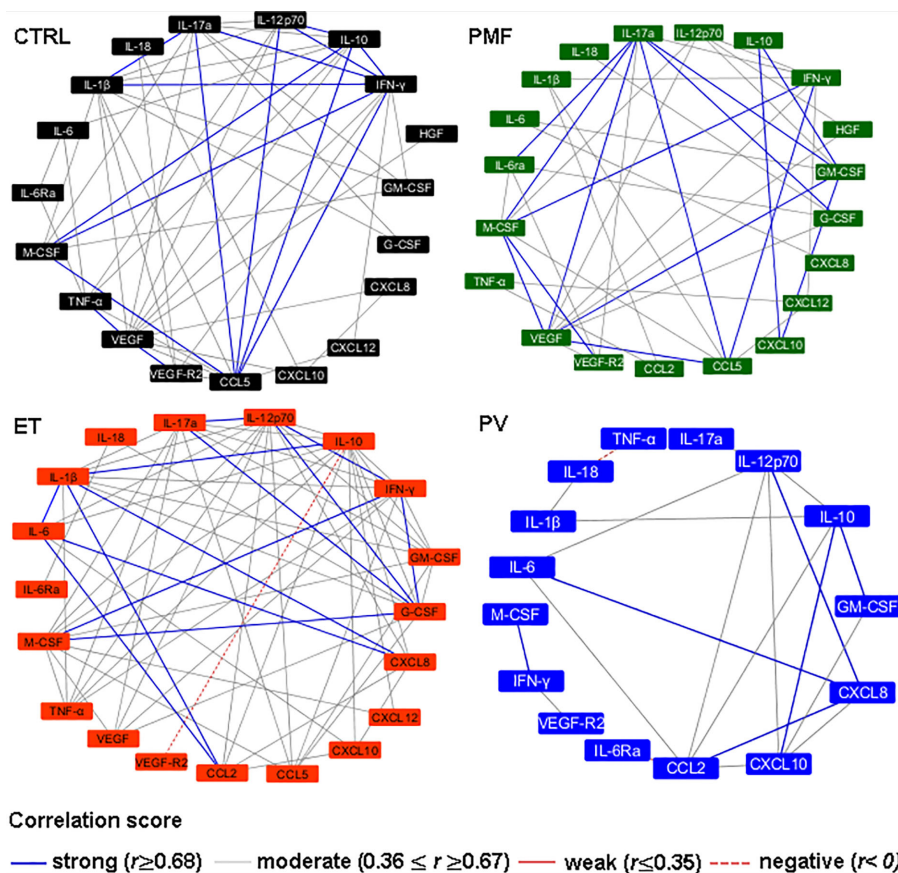 CTRL
IL-12p70
IL-17a
IL-10
IL-18
IL-1β
IFN-γ
IL-6
HGF
IL-6Ra
GM-CSF
M-CSF
G-CSF
TNF-α
CXCL8
VEGF
CXCL12
VEGF-R2
CXCL10
CCL5
PMF
IL-17a
IL-12p70
IL-10
IL-18
IL-1β
IFN-γ
IL-6
HGF
IL-6ra
GM-CSF
G-CSF
M-CSF
CXCL8
TNF-α
CXCL12
VEGF
CXCL10
VEGF-R2
CCL2
CCL5
ET
IL-17a
IL-12p70
IL-18
IL-10
IL-1β
IFN-γ
IL-6
GM-CSF
IL-6Ra
G-CSF
M-CSF
CXCL8
TNF-α
CXCL12
VEGF
CXCL10
VEGF-R2
CCL2
CCL5
PV
TNF-α
IL-17a
IL-18
IL-12p70
IL-1β
IL-10
IL-6
M-CSF
GM-CSF
IFN-γ
CXCL8
VEGF-R2
IL-6Ra
CCL2
CXCL10
Correlation score
strong (r≥0.68) moderate (0.36 ≤ r ≥0.67) weak (r≤0.35) negative (r< 0)